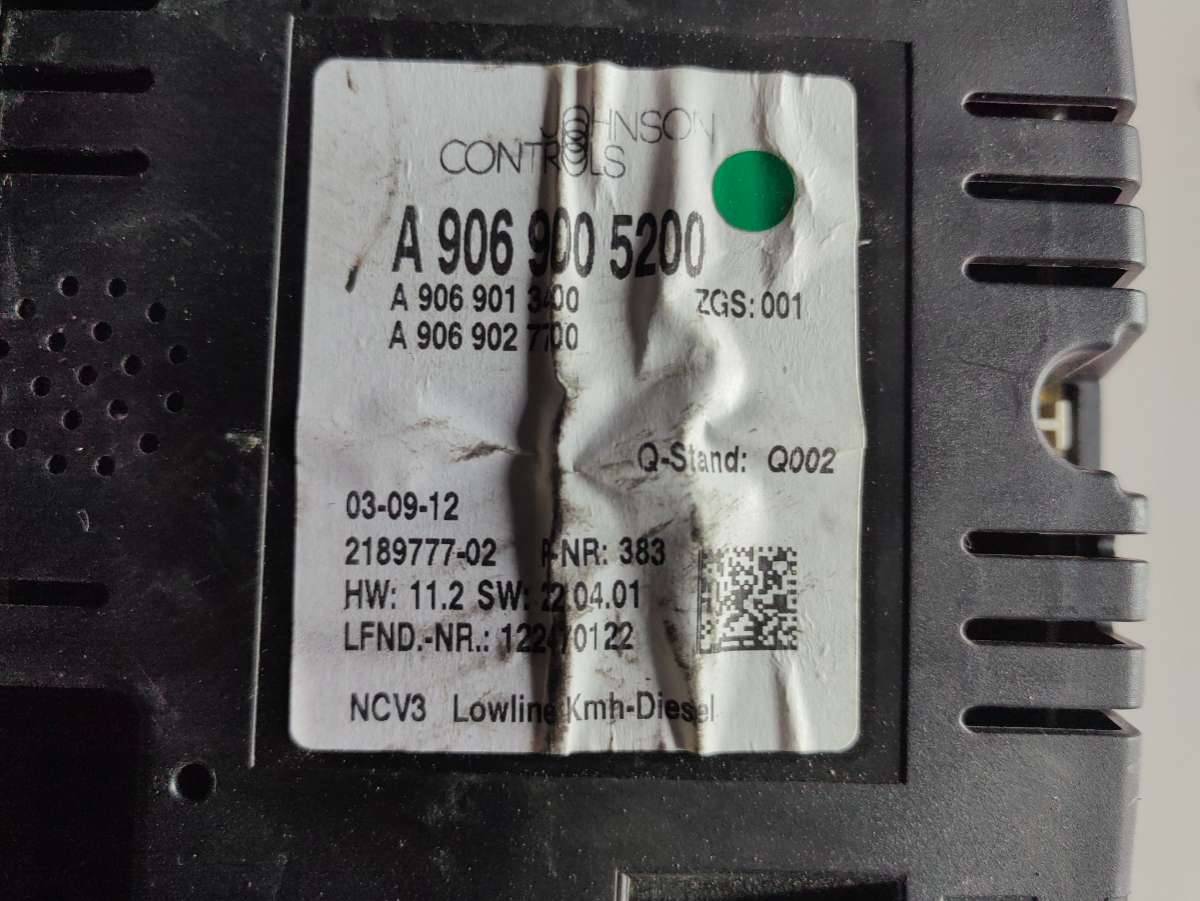 JOHNSON
CONTROLS
A 906 900 5200
A 906 901 3400 ZGS: 001
A 906 902 7700
Q-Stand: Q002
03-09-12
2189777-02 P-NR: 383
HW: 11.2 SW: 22.04.01
LFND.-NR.:
NCV3 Lowline Kmh-Diesel